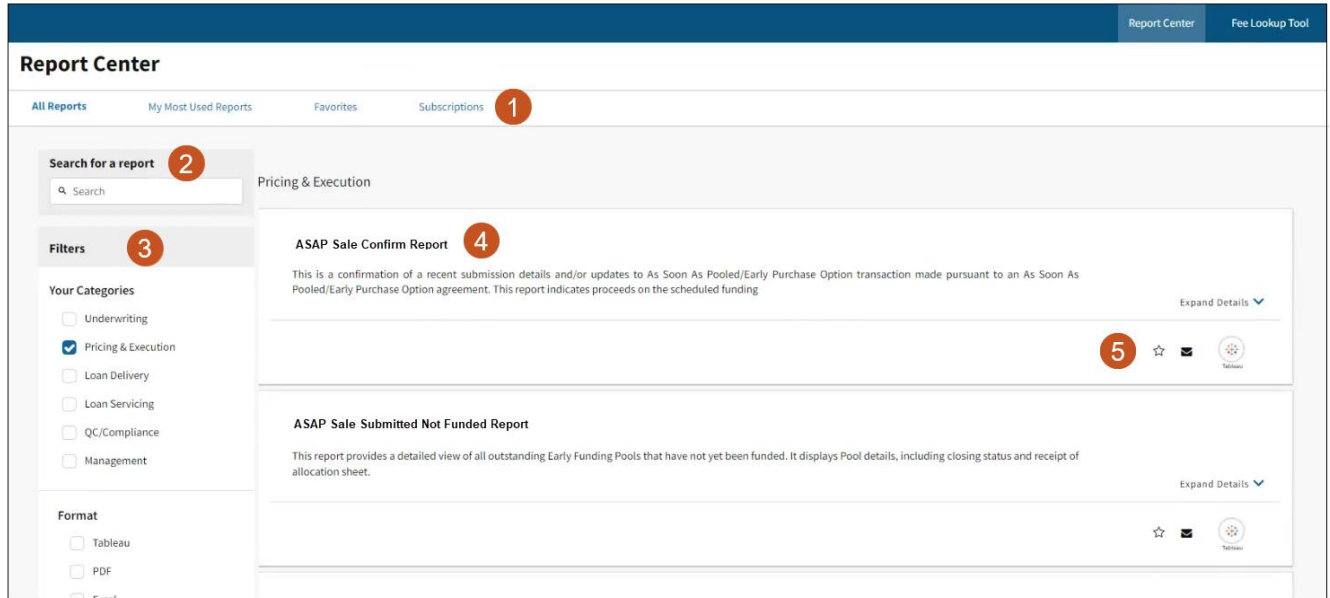 Report Center
Fee Lookup Tool
Report Center
All Reports
My Most Used Reports
Favorites
Subscriptions
1
Search for a report
2
Search
Filters
3
Your Categories
Underwriting
Pricing & Execution
Loan Delivery
Loan Servicing
QC/Compliance
Management
Format
Tableau
PDF
Pricing & Execution
ASAP Sale Confirm Report
4
This is a confirmation of a recent submission details and/or updates to As Soon As Pooled/Early Purchase Option transaction made pursuant to an As Soon As
Pooled/Early Purchase Option agreement. This report indicates proceeds on the scheduled funding
Expand Details
5
Tableau
ASAP Sale Submitted Not Funded Report
This report provides a detailed view of all outstanding Early Funding Pools that have not yet been funded. It displays Pool details, including closing status and receipt of
allocation sheet.
Expand Details
Tableau